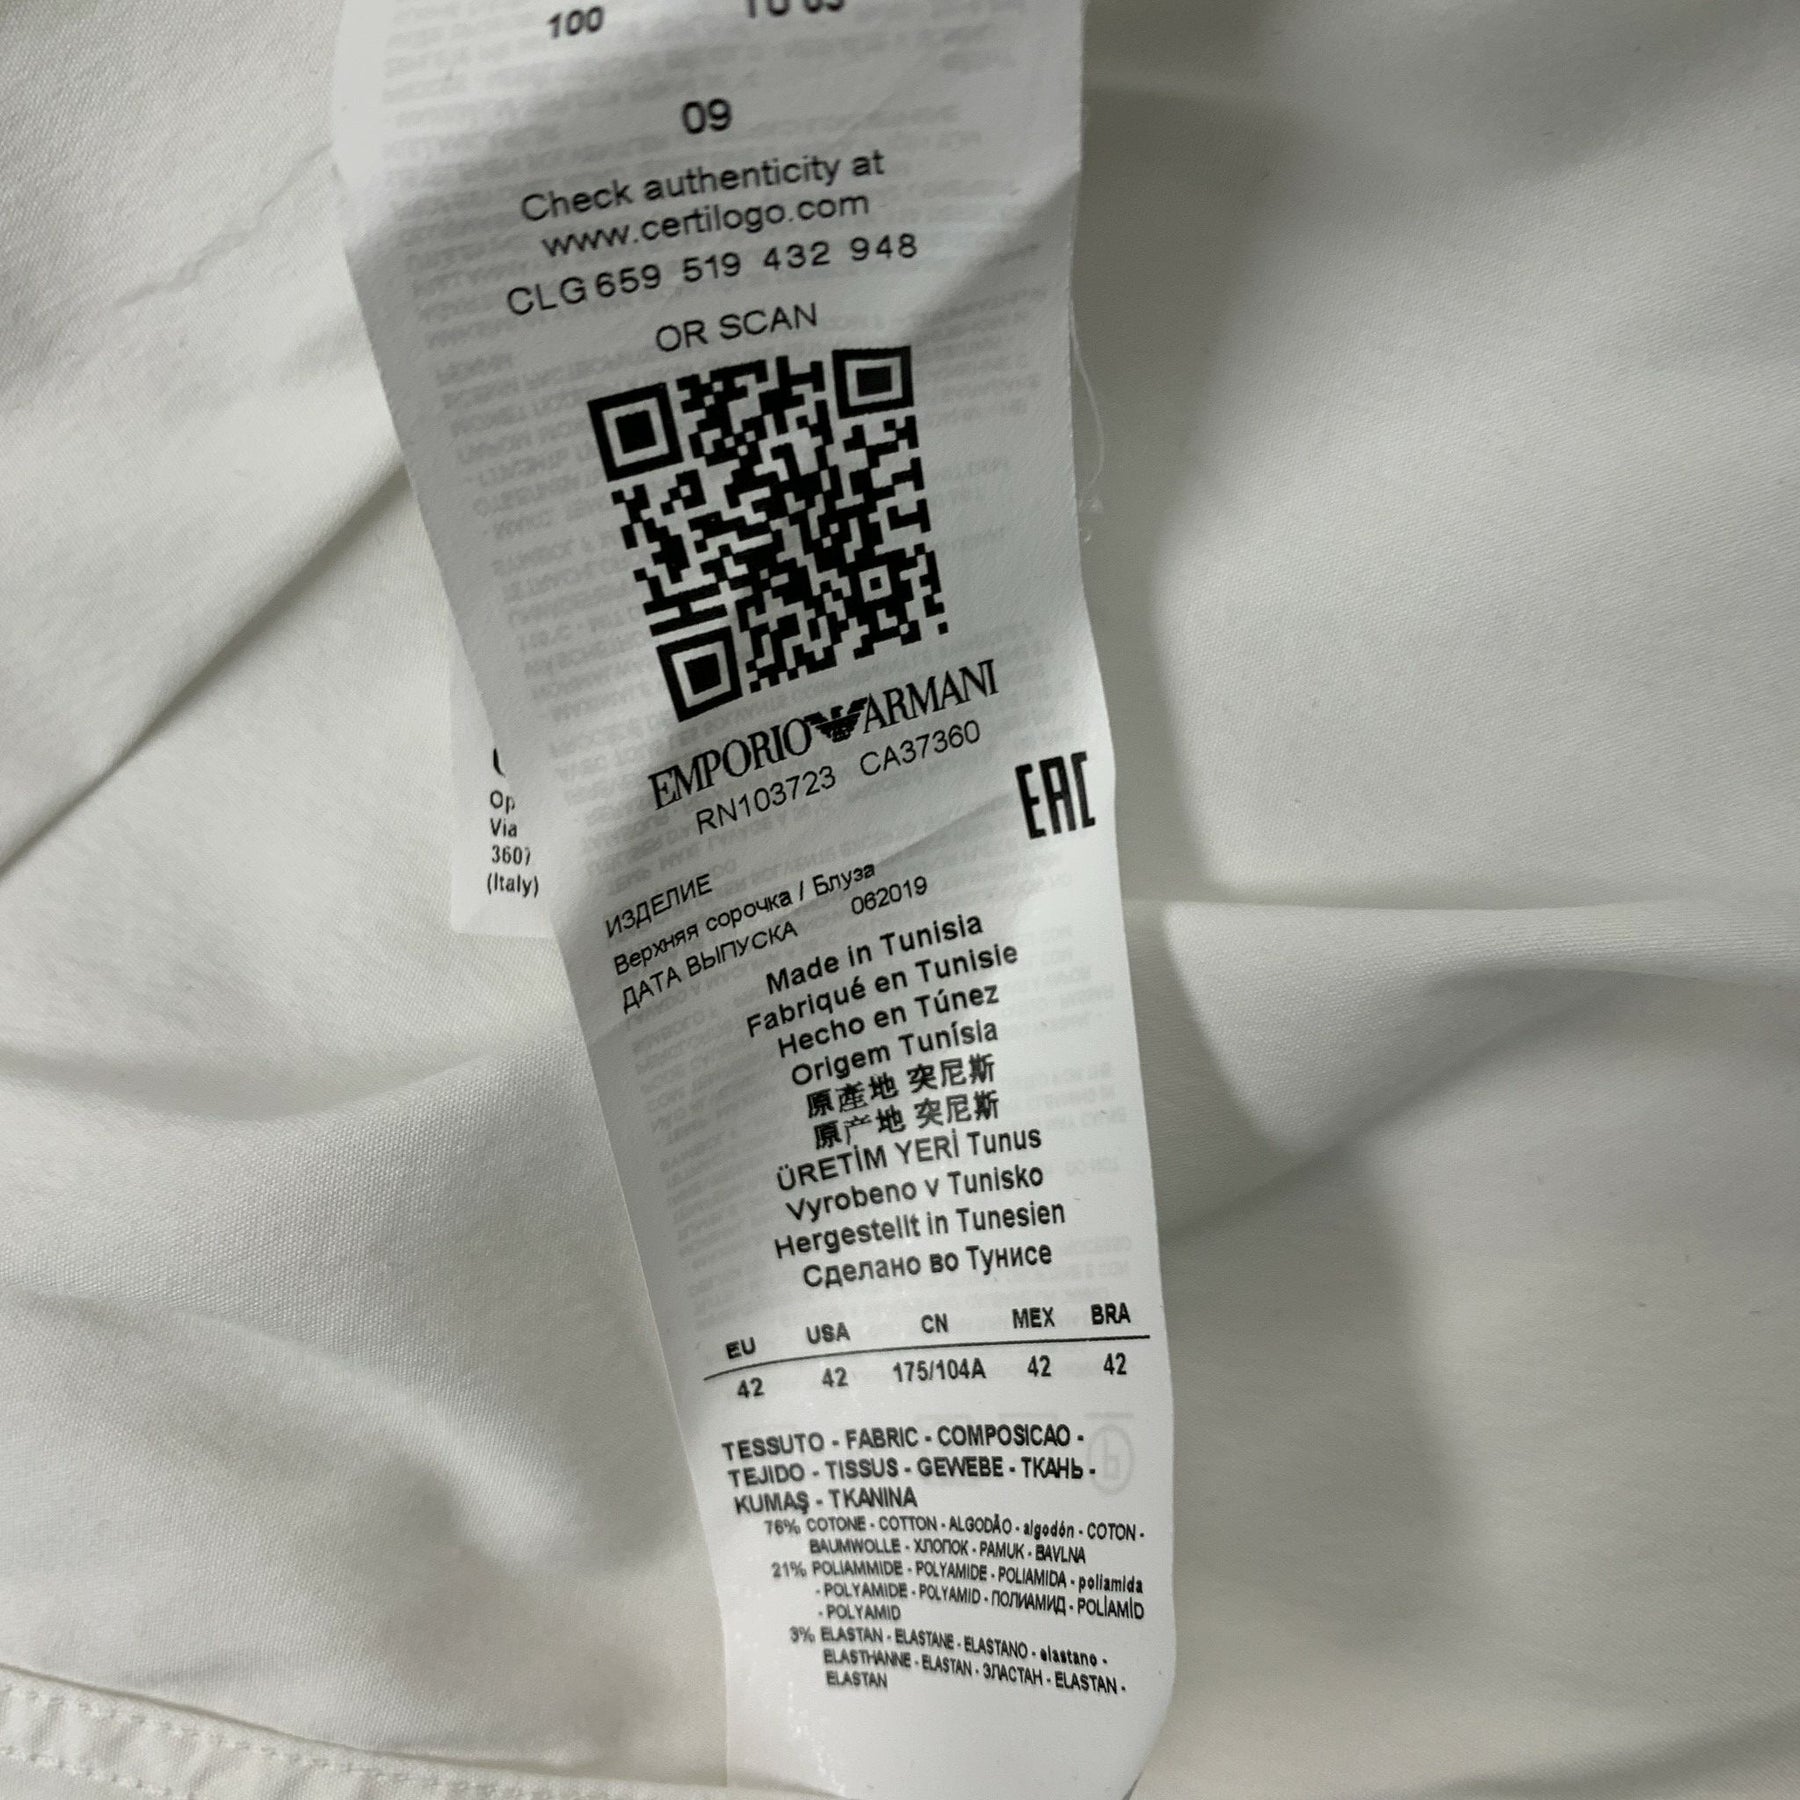 100
09
Check authenticity at
www.certilogo.com
CLG 659 519 432 948
OR SCAN
EMPORIO ARMANI
RN103723 CA37360
EAC
Op
Via
3607
(Italy)
ИЗДЕЛИЕ
Верхняя сорочка / Блуза
ДАТА ВЫПУСКА 062019
Made in Tunisia
Fabriqué en Tunisie
Hecho en Túnez
Origem Tunísia
原產地 突尼斯
原产地 突尼斯
ÜRETİM YERİ Tunus
Vyrobeno v Tunisko
Hergestellt in Tunesien
Сделано во Тунисе
EU USA CN MEX BRA
42 42 175/104A 42 42
TESSUTO - FABRIC - COMPOSICAO -
TEJIDO - TISSUS - GEWEBE - ТКАНЬ -
KUMAŞ - TKANINA
76% COTONE - COTTON - ALGODÃO - algodón - COTON -
BAUMWOLLE - ХЛОПОК - PAMUK - BAVLNA
21% POLIAMMIDE - POLYAMIDE - POLIAMIDA - poliamida
- POLYAMIDE - POLYAMID - ПОЛИАМИД - POLİAMİD
- POLYAMID
3% ELASTAN - ELASTANE - ELASTANO - elastano -
ELASTHANNE - ELASTAN - ЭЛАСТАН - ELASTAN -
ELASTAN